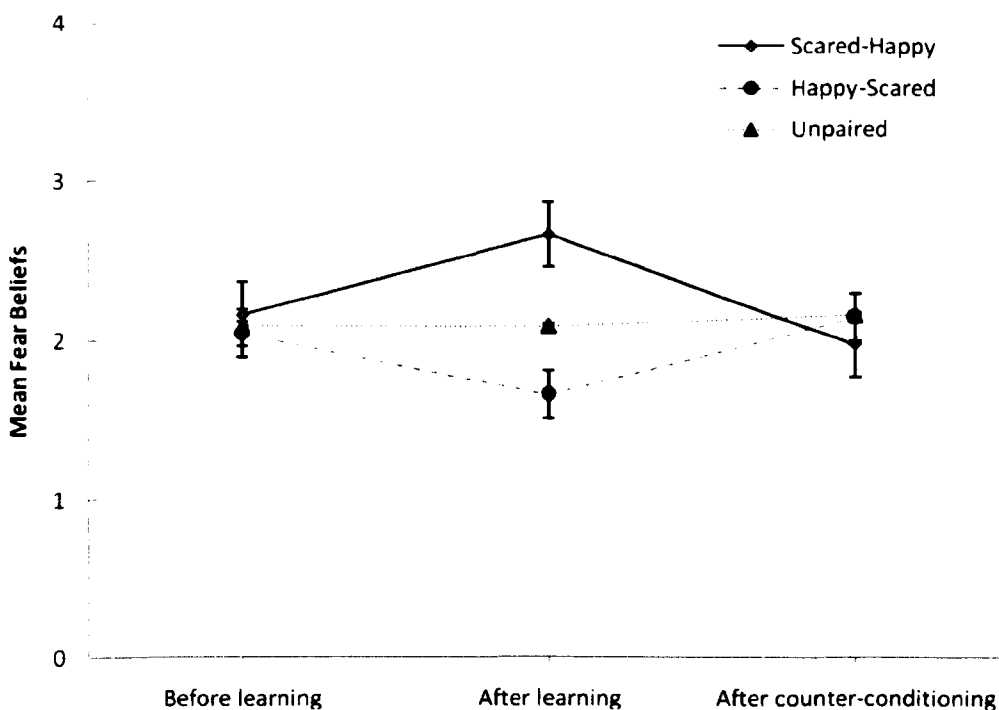 4
Scared-Happy
Happy-Scared
Unpaired
3
2
1
0
Mean Fear Beliefs
Before learning
After learning
After counter-conditioning